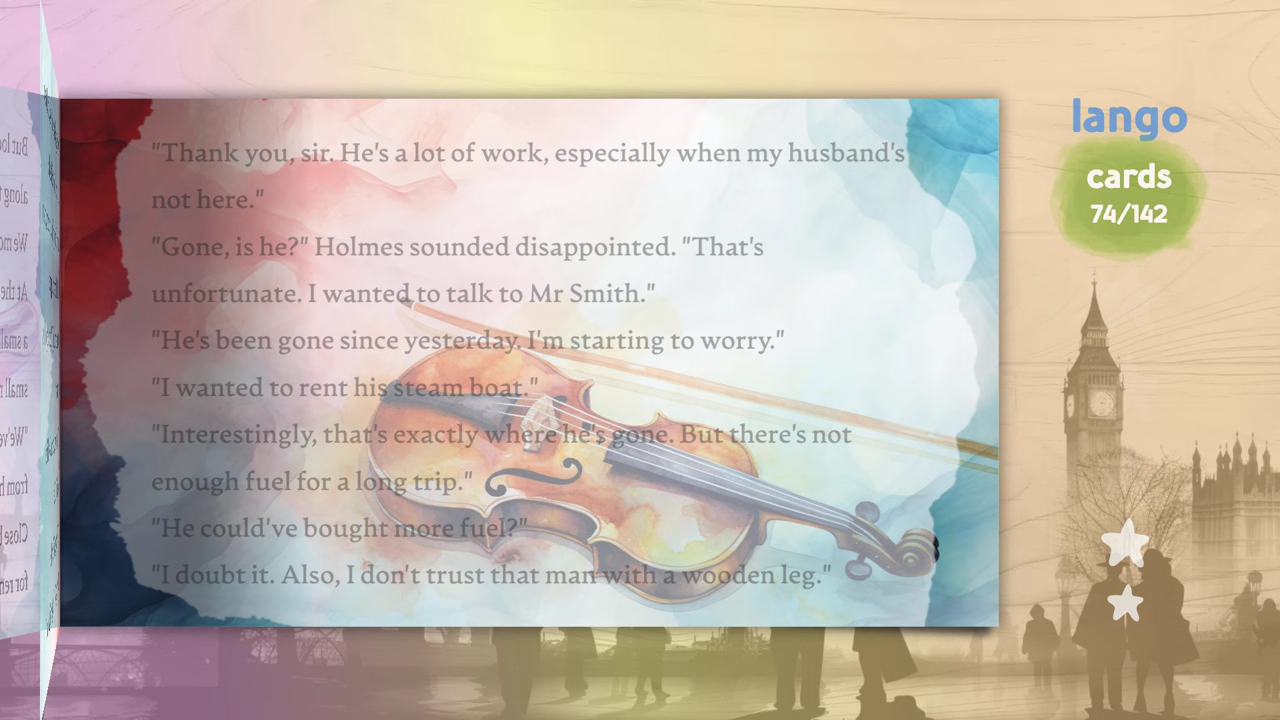 "Thank you, sir. He's a lot of work, especially when my husband's
not here."
"Gone, is he?" Holmes sounded disappointed. "That's
unfortunate. I wanted to talk to Mr Smith."
"He's been gone since yesterday. I'm starting to worry."
"I wanted to rent his steam boat."
"Interestingly, that's exactly where he's gone. But there's not
enough fuel for a long trip."
"He could've bought more fuel?"
"I doubt it. Also, I don't trust that man with a wooden leg."
lango
cards
74/142